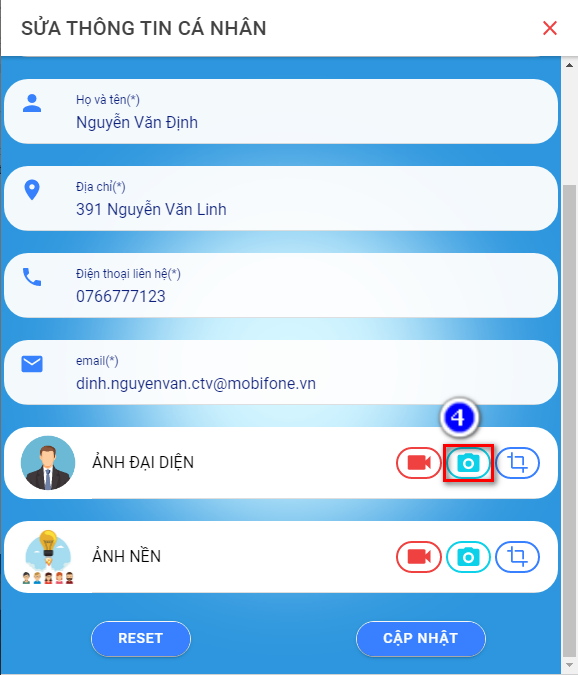 SỬA THÔNG TIN CÁ NHÂN
Họ và tên(*)
Nguyễn Văn Định
Địa chỉ(*)
391 Nguyễn Văn Linh
Điện thoại liên hệ(*)
0766777123
email(*)
dinh.nguyenvan.ctv@mobifone.vn
4
ẢNH ĐẠI DIỆN
ẢNH NỀN
RESET CẬP NHẬT